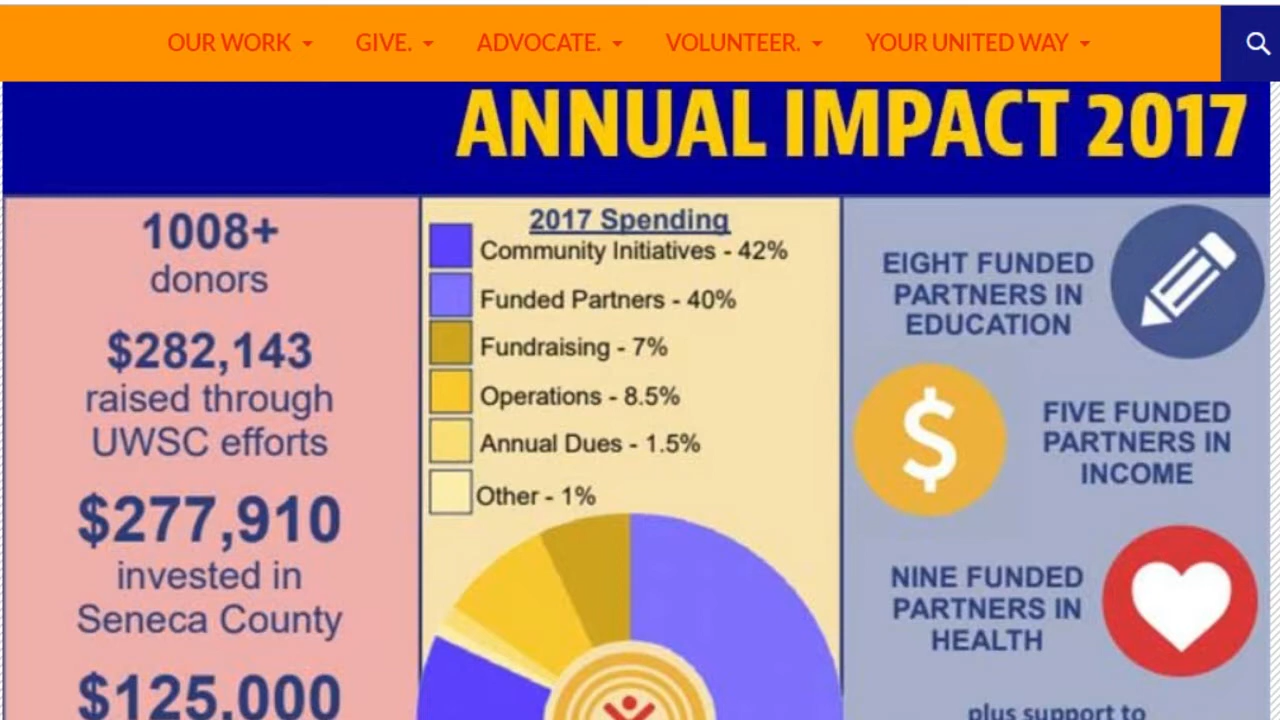 OUR WORK GIVE. ADVOCATE. VOLUNTEER. YOUR UNITED WAY
ANNUAL IMPACT 2017
1008+
donors
$282,143
raised through
UWSC efforts
$277,910
invested in
Seneca County
$125,000
2017 Spending
Community Initiatives - 42%
Funded Partners - 40%
Fundraising - 7%
Operations - 8.5%
Annual Dues - 1.5%
Other - 1%
EIGHT FUNDED
PARTNERS IN
EDUCATION
$
FIVE FUNDED
PARTNERS IN
INCOME
NINE FUNDED
PARTNERS IN
HEALTH
plus support to